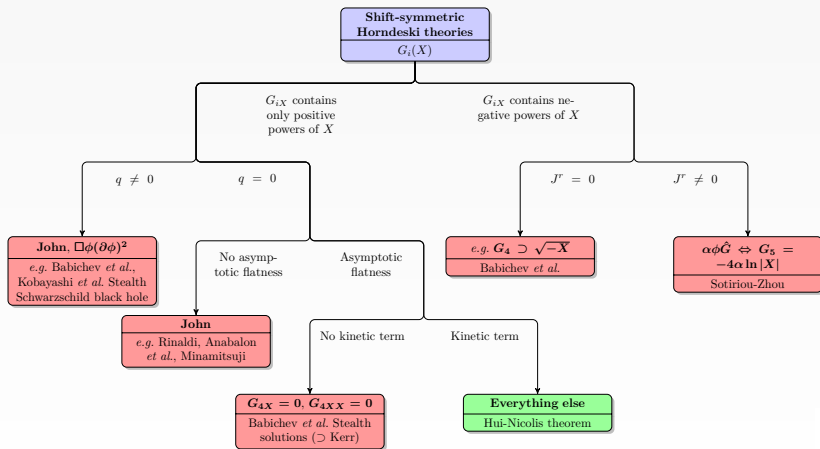 Shift-symmetric
Horndeski theories
G_i(X)
G_{iX} contains
only positive
powers of X
G_{iX} contains ne-
gative powers of X
q ≠ 0
q = 0
J^r = 0
J^r ≠ 0
John, □ϕ(∂ϕ)²
e.g. Babichev et al.,
Kobayashi et al. Stealth
Schwarzschild black hole
No asymp-
totic flatness
Asymptotic
flatness
e.g. G_4 ⊃ √−X
Babichev et al.
αϕĜ ⇔ G_5 =
−4α ln |X|
Sotiriou-Zhou
John
e.g. Rinaldi, Anabalon
et al., Minamitsuji
No kinetic term
Kinetic term
G_{4X} = 0, G_{4XX} = 0
Babichev et al. Stealth
solutions (⊃ Kerr)
Everything else
Hui-Nicolis theorem